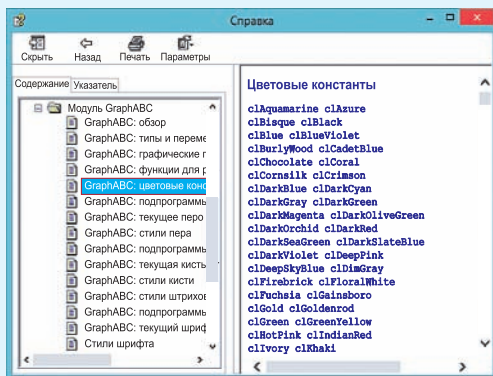 Справка
Скрыть Назад Печать Параметры
Содержание Указатель
Модуль GraphABC
GraphABC: обзор
GraphABC: типы и переме
GraphABC: графические г
GraphABC: функции для р
GraphABC: цветовые конс
GraphABC: подпрограммы
GraphABC: текущее перо
GraphABC: стили пера
GraphABC: подпрограммы
GraphABC: текущая кисть
GraphABC: стили кисти
GraphABC: стили штрихов
GraphABC: подпрограммы
GraphABC: текущий шриф
Стили шрифта
Цветовые константы
clAquamarine clAzure
clBisque clBlack
clBlue clBlueViolet
clBurlyWood clCadetBlue
clChocolate clCoral
clCornsilk clCrimson
clDarkBlue clDarkCyan
clDarkGray clDarkGreen
clDarkMagenta clDarkOliveGreen
clDarkOrchid clDarkRed
clDarkSeaGreen clDarkSlateBlue
clDarkViolet clDeepPink
clDeepSkyBlue clDimGray
clFirebrick clFloralWhite
clFuchsia clGainsboro
clGold clGoldenrod
clGreen clGreenYellow
clHotPink clIndianRed
clIvory clKhaki